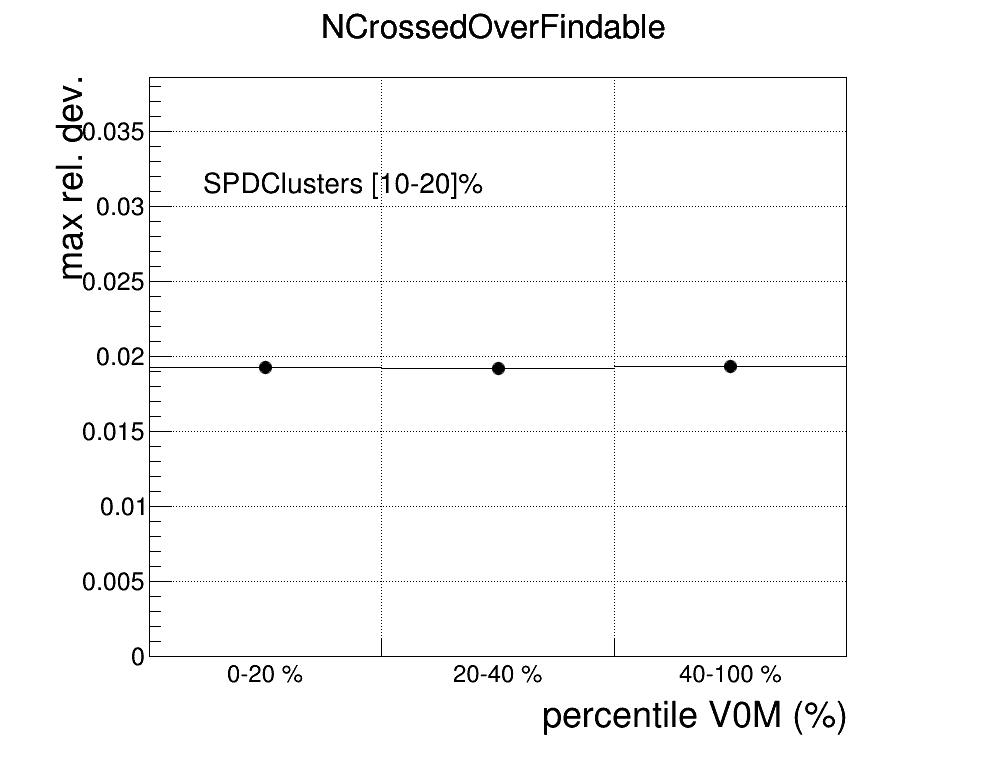 NCrossedOverFindable
max rel. dev.
0.035
SPDClusters [10-20]%
0.03
0.025
0.02
0.015
0.01
0.005
0
0-20 %
20-40 %
40-100 %
percentile V0M (%)